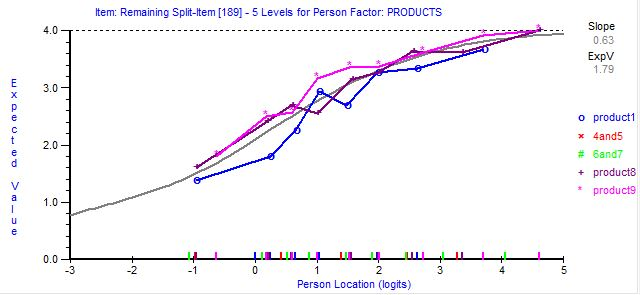 Item: Remaining Split-Item [189] - 5 Levels for Person Factor: PRODUCTS
Slope
0.63
ExpV
1.79
Expected Value
4.0
3.0
2.0
1.0
0.0
-3 -2 -1 0 1 2 3 4 5
Person Location (logits)
product1
4and5
6and7
product8
product9